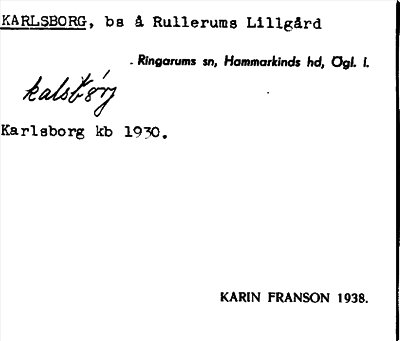 KARLSBORG, bs å Rullerums Lillgård
Ringarums sn, Hammarkinds hd, Ögl. l.
Karlsborg kb 1930.
KARIN FRANSON 1938.